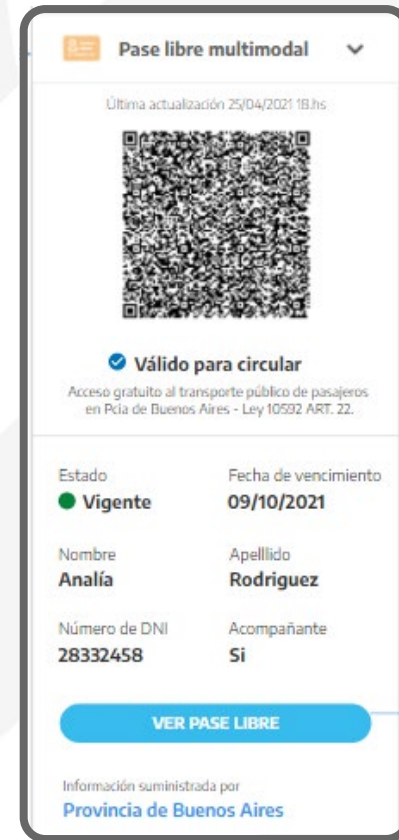 Pase libre multimodal
Última actualización 25/04/2021 18.hs
Válido para circular
Acceso gratuito al transporte público de pasajeros
en Pcia de Buenos Aires - Ley 10592 ART. 22.
Estado Fecha de vencimiento
Vigente 09/10/2021
Nombre Apelllido
Analía Rodriguez
Número de DNI Acompañante
28332458 Si
VER PASE LIBRE
Información suministrada por
Provincia de Buenos Aires